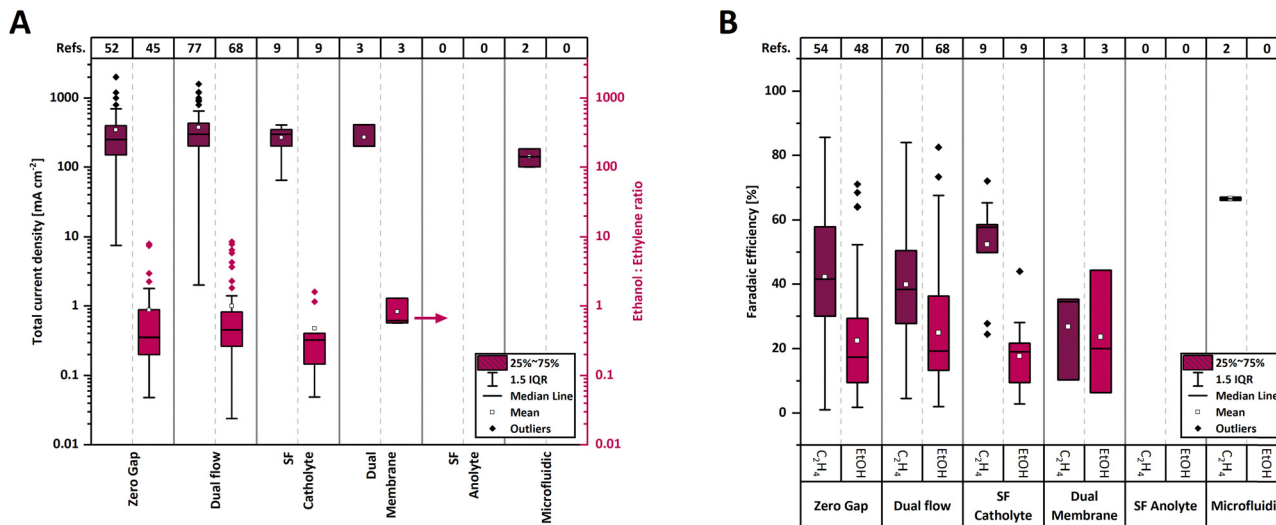 A
Refs. 52 45 77 68 9 9 3 3 0 0 2 0
1000
100
10
1
0.1
0.01
Total current density [mA cm⁻²]
1000
100
10
1
0.1
0.01
Ethanol : Ethylene ratio
25%~75%
1.5 IQR
Median Line
Mean
Outliers
Zero Gap
Dual flow
SF
Catholyte
Dual
Membrane
SF
Anolyte
Microfluidic
B
Refs. 54 48 70 68 9 9 3 3 0 0 2 0
100
80
60
40
20
0
Faradaic Efficiency [%]
25%~75%
1.5 IQR
Median Line
Mean
Outliers
C₂H₄ EtOH C₂H₄ EtOH C₂H₄ EtOH C₂H₄ EtOH C₂H₄ EtOH C₂H₄ EtOH
Zero Gap
Dual flow
SF
Catholyte
Dual
Membrane
SF Anolyte
Microfluidi